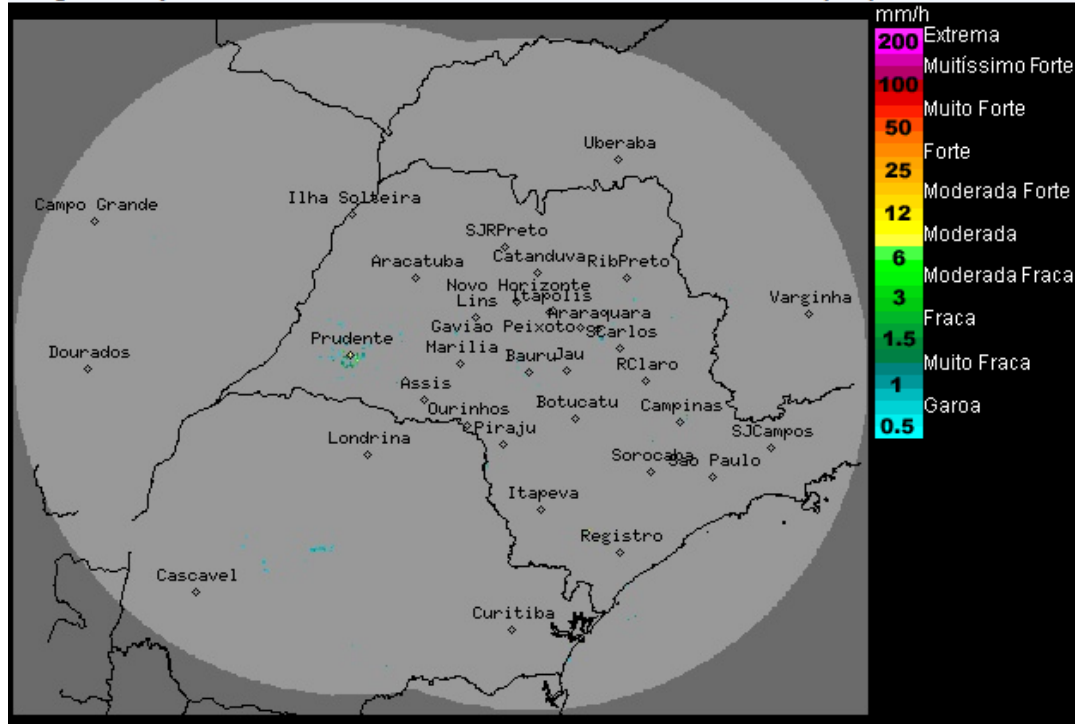 mm/h
200 Extrema
Muitíssimo Forte
100
Muito Forte
50
Forte
25
Moderada Forte
12
Moderada
6
Moderada Fraca
3
Fraca
1.5
Muito Fraca
1
Garoa
0.5
Uberaba
Campo Grande
Ilha Solteira
SJRPreto
Aracatuba
Catanduva
RibPreto
Novo Horizonte
Lins
Itapolis
Varginha
Araraquara
Gavião Peixoto
SCarlos
Prudente
Dourados
Marilia
Bauru
Jau
RClaro
Assis
Ourinhos
Botucatu
Campinas
Piraju
SJCampos
Londrina
Sorocaba
Sao Paulo
Itapeva
Registro
Cascavel
Curitiba